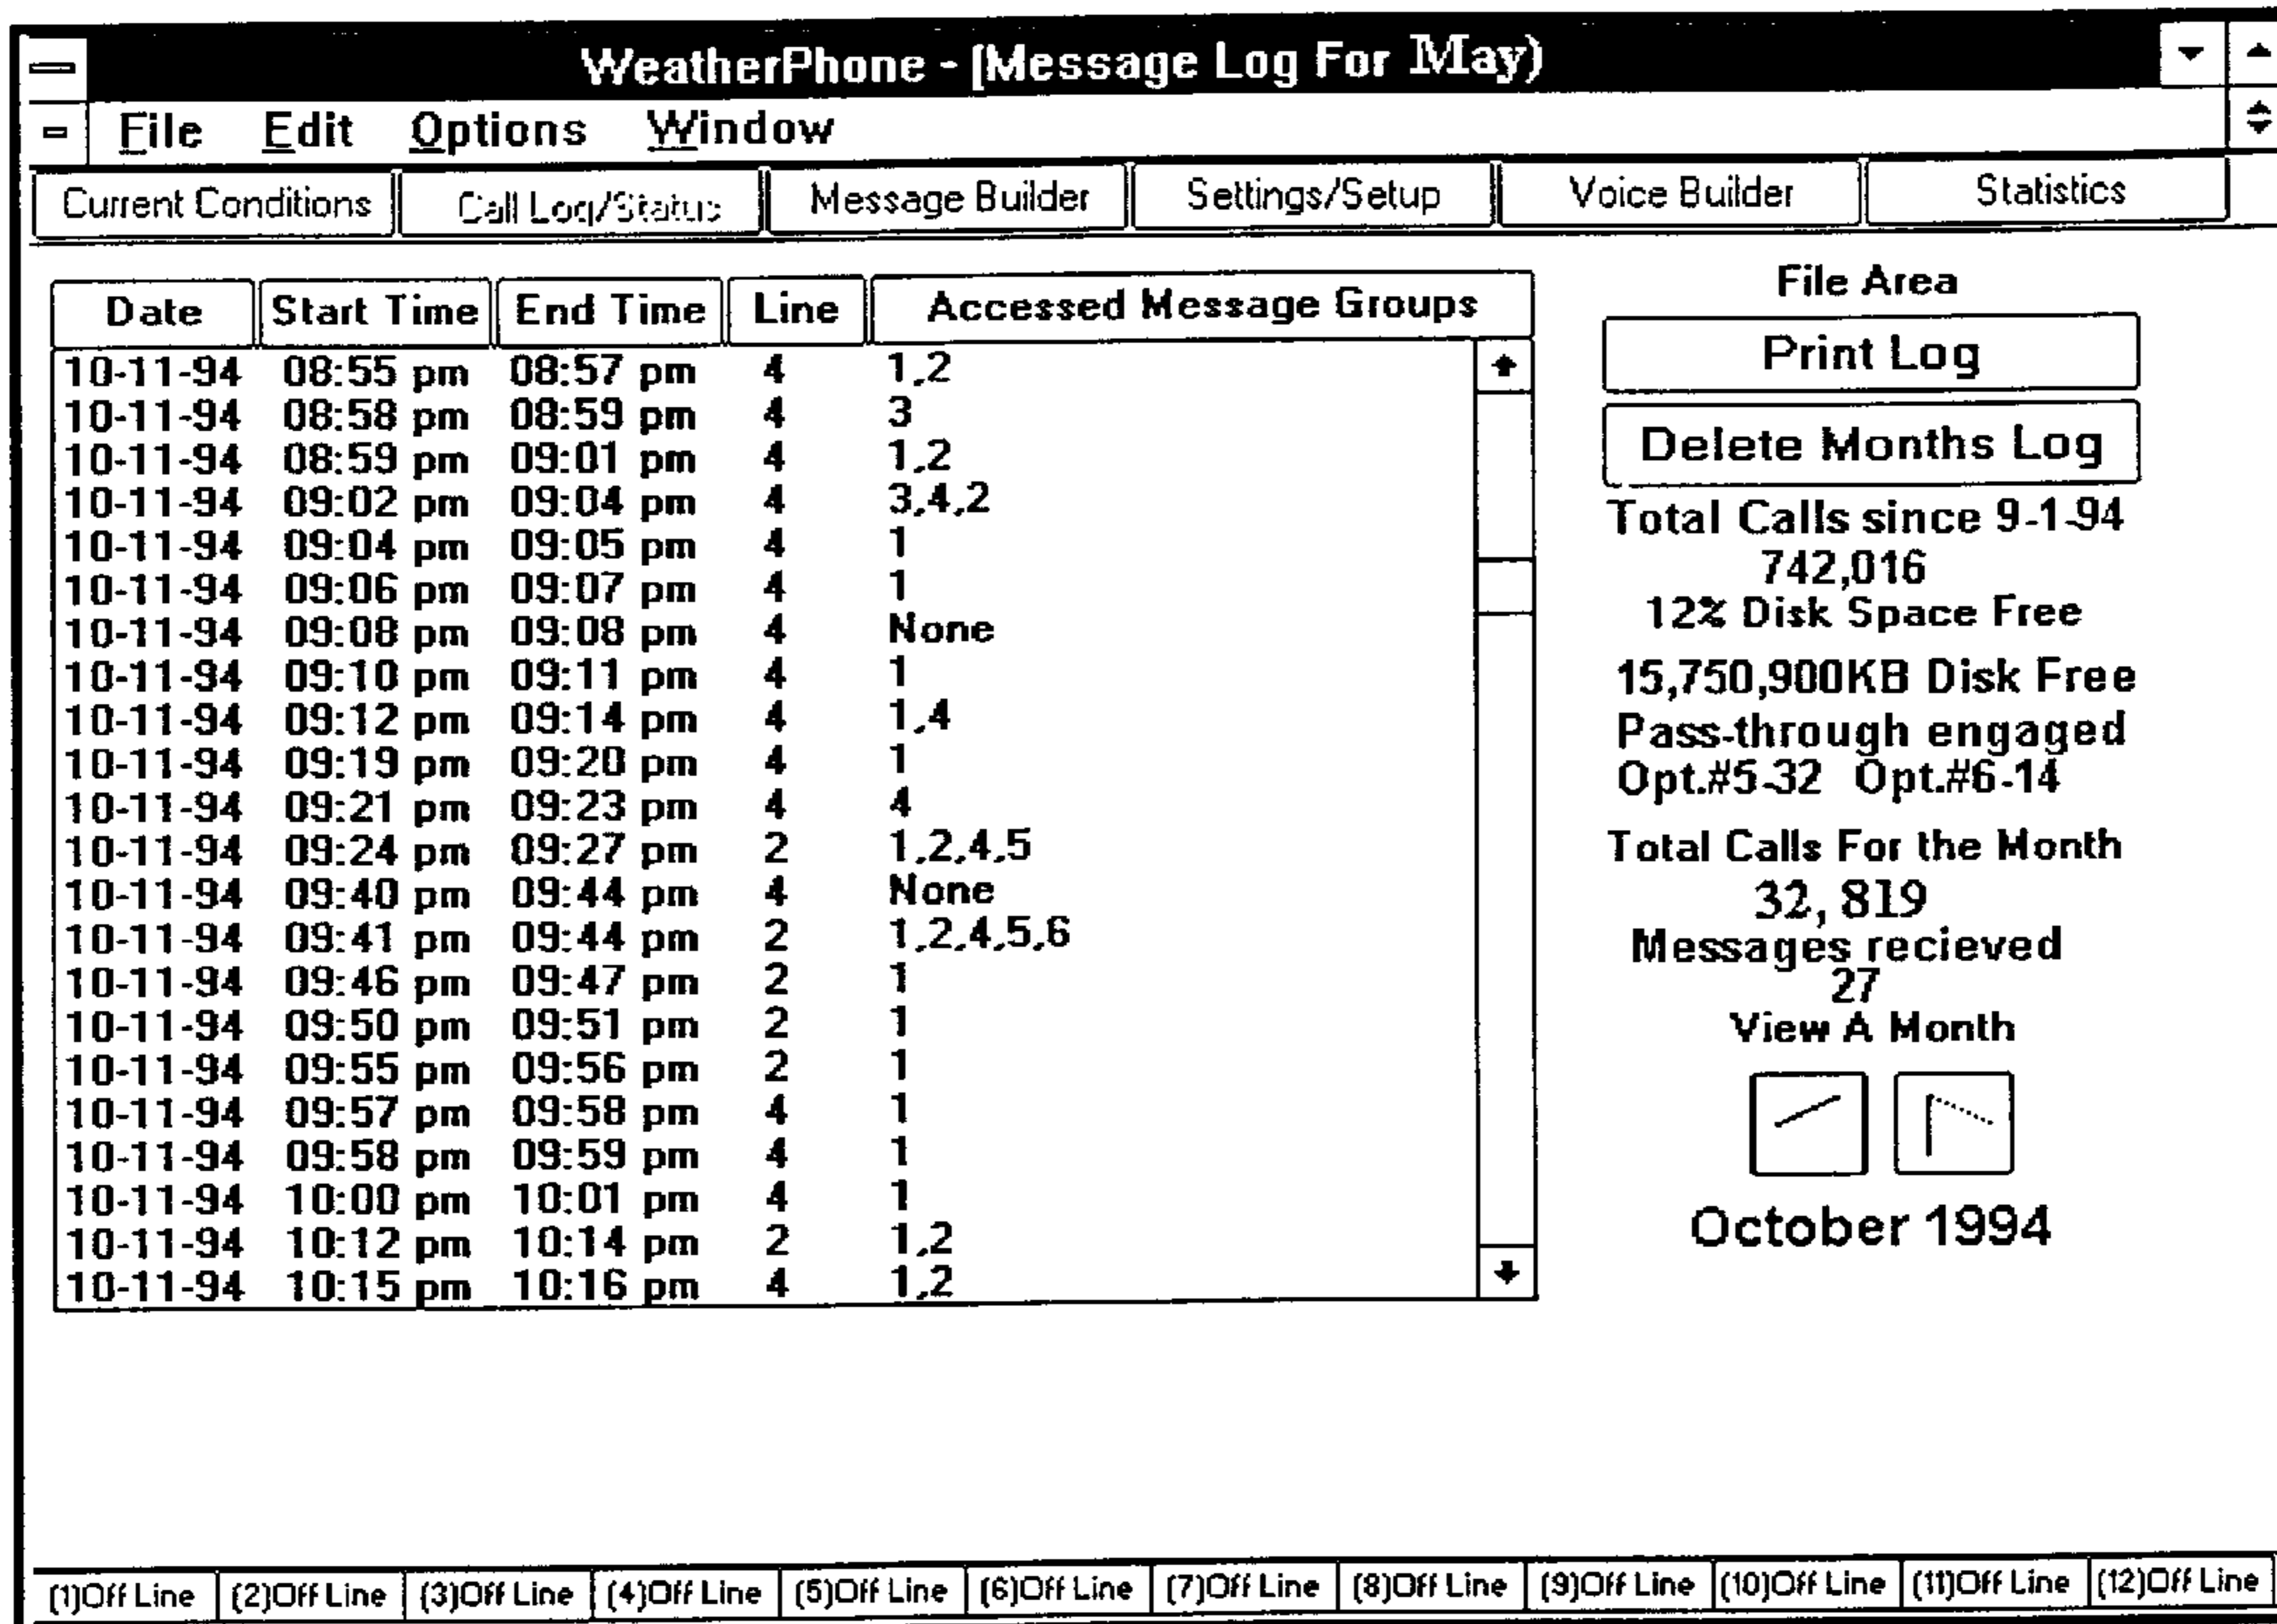 WeatherPhone - [Message Log For May)
File Edit Options Window
Current Conditions Call Log/Status Message Builder Settings/Setup Voice Builder Statistics
Date Start Time End Time Line Accessed Message Groups
10-11-94 08:55 pm 08:57 pm 4 1,2
10-11-94 08:58 pm 08:59 pm 4 3
10-11-94 08:59 pm 09:01 pm 4 1,2
10-11-94 09:02 pm 09:04 pm 4 3,4,2
10-11-94 09:04 pm 09:05 pm 4 1
10-11-94 09:06 pm 09:07 pm 4 1
10-11-94 09:08 pm 09:08 pm 4 None
10-11-94 09:10 pm 09:11 pm 4 1
10-11-94 09:12 pm 09:14 pm 4 1,4
10-11-94 09:19 pm 09:20 pm 4 1
10-11-94 09:21 pm 09:23 pm 4 4
10-11-94 09:24 pm 09:27 pm 2 1,2,4,5
10-11-94 09:40 pm 09:44 pm 4 None
10-11-94 09:41 pm 09:44 pm 2 1,2,4,5,6
10-11-94 09:46 pm 09:47 pm 2 1
10-11-94 09:50 pm 09:51 pm 2 1
10-11-94 09:55 pm 09:56 pm 2 1
10-11-94 09:57 pm 09:58 pm 4 1
10-11-94 09:58 pm 09:59 pm 4 1
10-11-94 10:00 pm 10:01 pm 4 1
10-11-94 10:12 pm 10:14 pm 2 1,2
10-11-94 10:15 pm 10:16 pm 4 1,2
File Area
Print Log
Delete Months Log
Total Calls since 9-1-94
742,016
12% Disk Space Free
15,750,900KB Disk Free
Pass-through engaged
Opt.#5-32 Opt.#6-14
Total Calls For the Month
32, 819
Messages recieved
27
View A Month
October 1994
(1)Off Line (2)Off Line (3)Off Line (4)Off Line (5)Off Line (6)Off Line (7)Off Line (8)Off Line (9)Off Line (10)Off Line (11)Off Line (12)Off Line